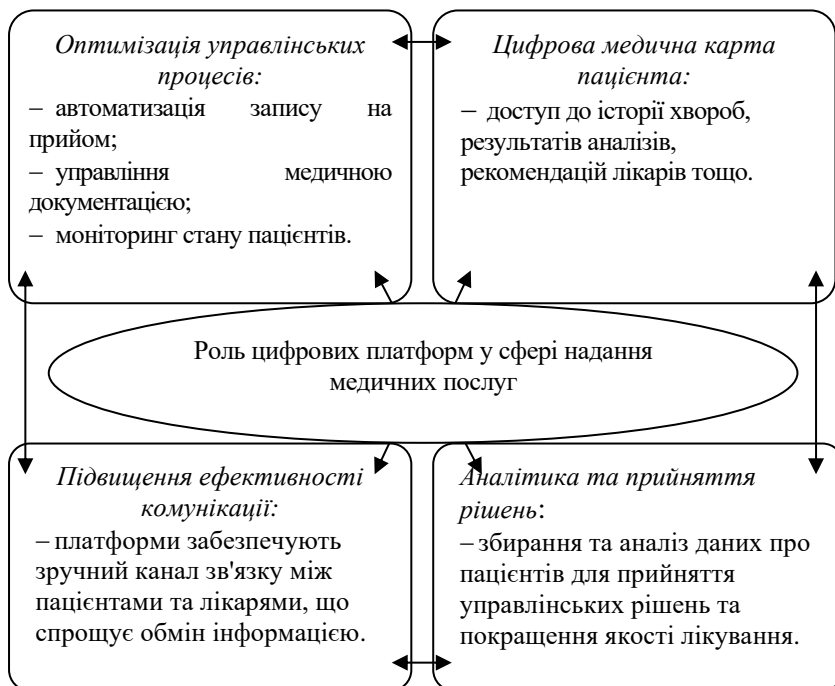 Оптимізація управлінських
процесів:
– автоматизація запису на
прийом;
– управління медичною
документацією;
– моніторинг стану пацієнтів.
Цифрова медична карта
пацієнта:
– доступ до історії хвороб,
результатів аналізів,
рекомендацій лікарів тощо.
Роль цифрових платформ у сфері надання
медичних послуг
Підвищення ефективності
комунікації:
– платформи забезпечують
зручний канал зв'язку між
пацієнтами та лікарями, що
спрощує обмін інформацією.
Аналітика та прийняття
рішень:
– збирання та аналіз даних про
пацієнтів для прийняття
управлінських рішень та
покращення якості лікування.